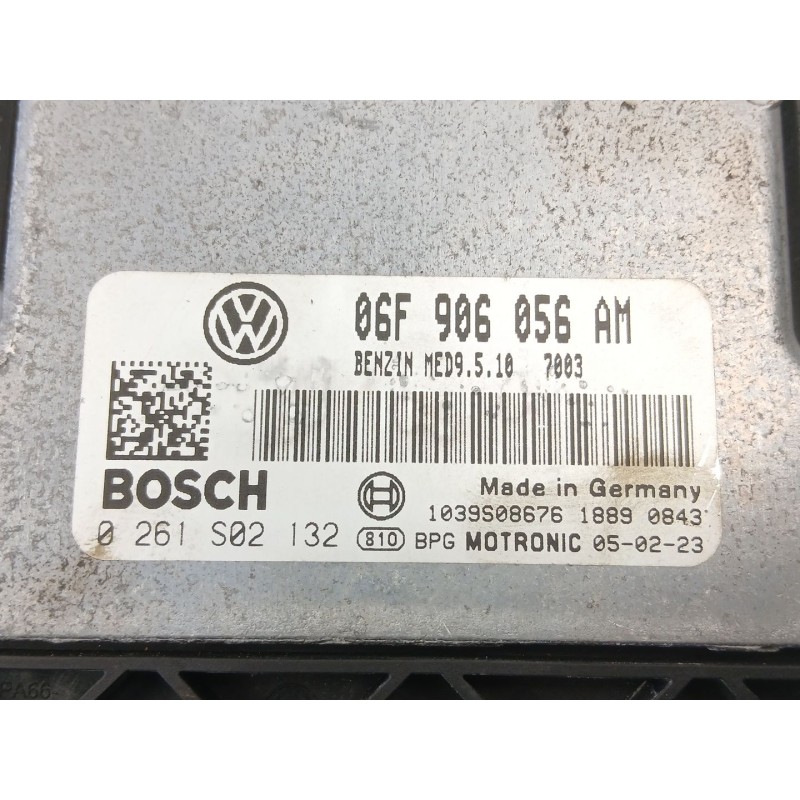 06F 906 056 AM
BENZIN MED9.5.10 7003
BOSCH
Made in Germany
1039S08676 1889 0843
0 261 S02 132 810 BPG MOTRONIC 05-02-23
PA66-